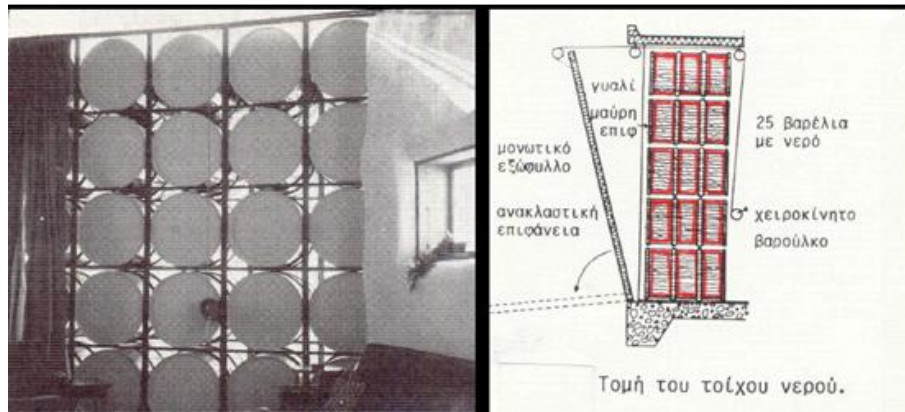 γυαλί
μαύρη
επιφ
μονωτικό
εξώφυλλο
ανακλαστική
επιφάνεια
25 βαρέλια
με νερό
χειροκίνητο
βαρούλκο
Τομή του τοίχου νερού.